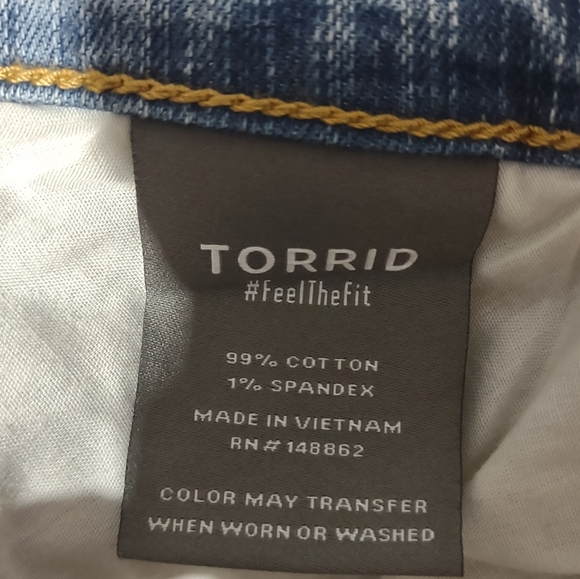 TORRID
#FeelTheFit
99% COTTON
1% SPANDEX
MADE IN VIETNAM
RN# 148862
COLOR MAY TRANSFER
WHEN WORN OR WASHED